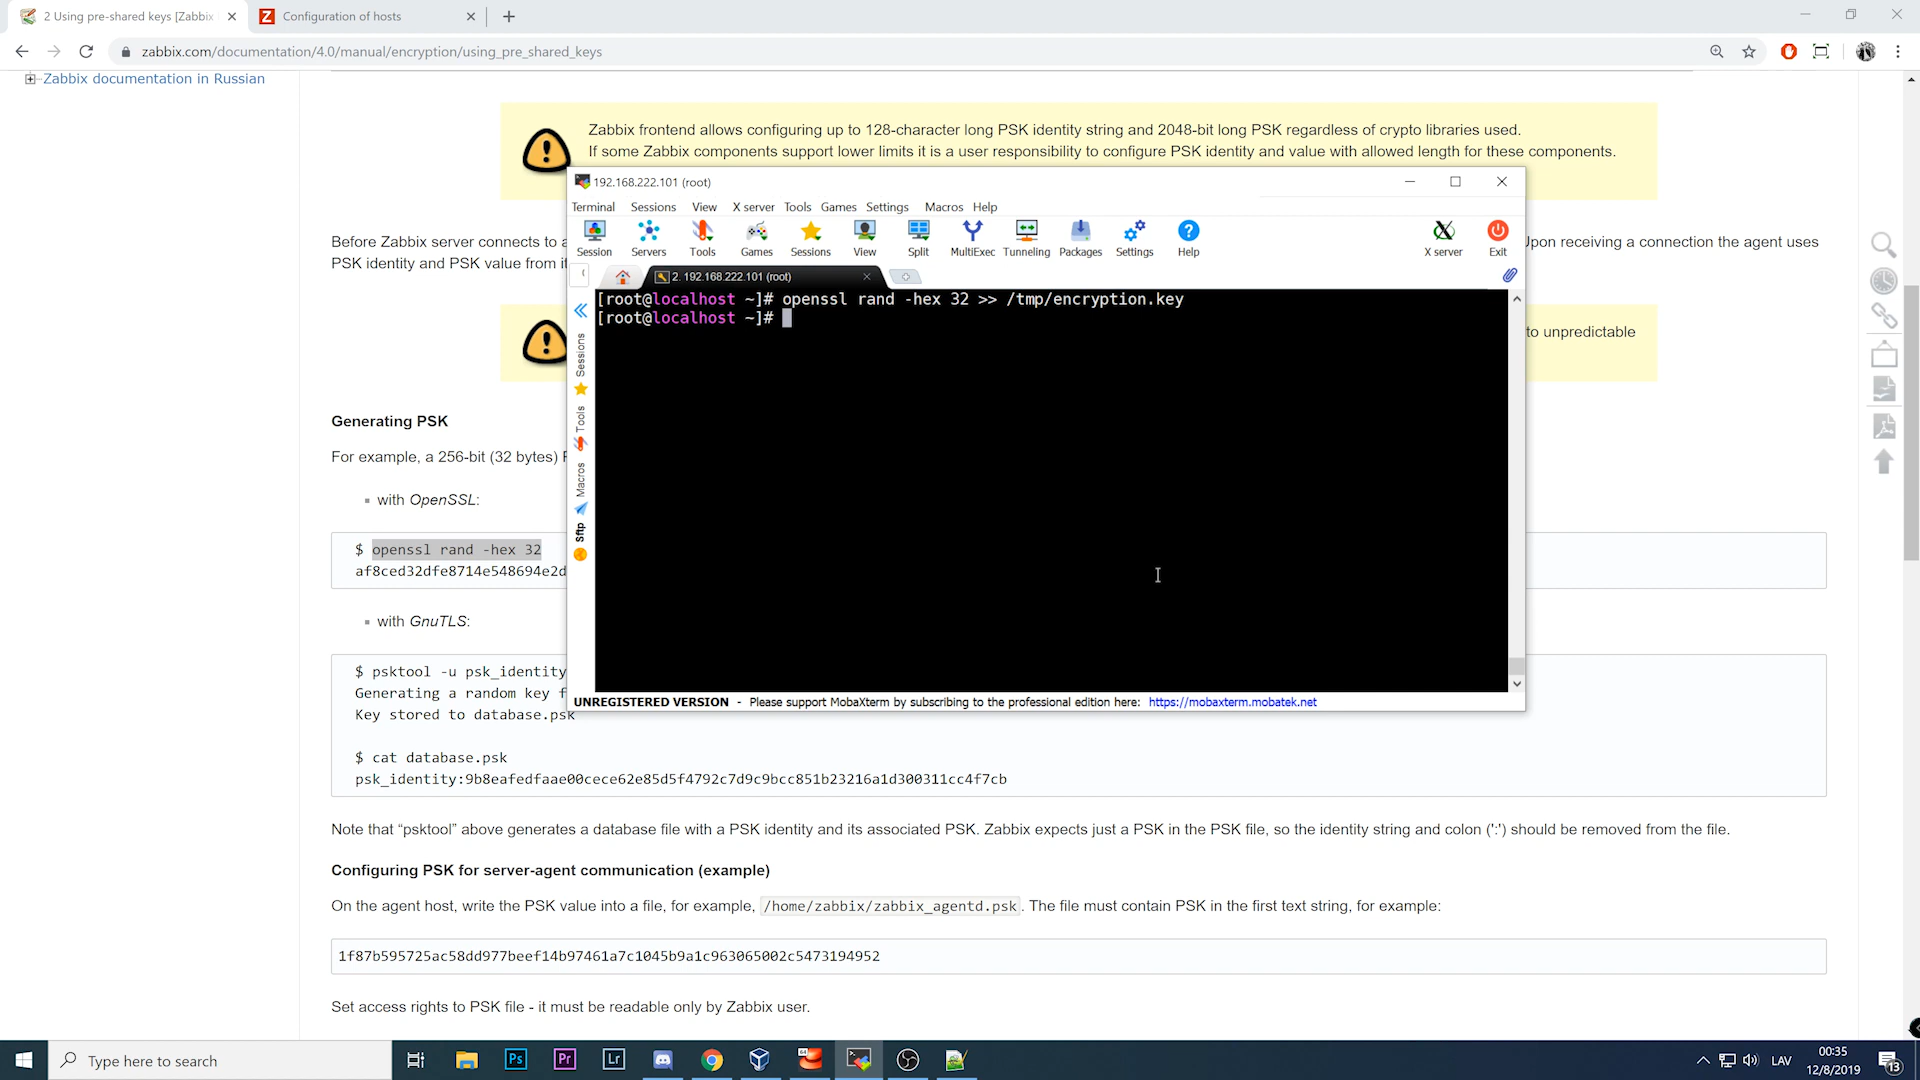 2 Using pre-shared keys [Zabbix
Configuration of hosts
zabbix.com/documentation/4.0/manual/encryption/using_pre_shared_keys
Zabbix documentation in Russian
Zabbix frontend allows configuring up to 128-character long PSK identity string and 2048-bit long PSK regardless of crypto libraries used.
If some Zabbix components support lower limits it is a user responsibility to configure PSK identity and value with allowed length for these components.
Before Zabbix server connects to a
Upon receiving a connection the agent uses
PSK identity and PSK value from it
to unpredictable
Generating PSK
For example, a 256-bit (32 bytes)
with OpenSSL:
$ openssl rand -hex 32
af8ced32dfe8714e548694e2d
with GnuTLS:
$ psktool -u psk_identity
Generating a random key f
Key stored to database.psk
$ cat database.psk
psk_identity:9b8eafedfaae00cece62e85d5f4792c7d9c9bcc851b23216a1d300311cc4f7cb
Note that “psktool” above generates a database file with a PSK identity and its associated PSK. Zabbix expects just a PSK in the PSK file, so the identity string and colon (':') should be removed from the file.
Configuring PSK for server-agent communication (example)
On the agent host, write the PSK value into a file, for example, /home/zabbix/zabbix_agentd.psk. The file must contain PSK in the first text string, for example:
1f87b595725ac58dd977beef14b97461a7c1045b9a1c963065002c5473194952
Set access rights to PSK file - it must be readable only by Zabbix user.
192.168.222.101 (root)
Terminal Sessions View X server Tools Games Settings Macros Help
Session Servers Tools Games Sessions View Split MultiExec Tunneling Packages Settings Help X server Exit
2. 192.168.222.101 (root)
[root@localhost ~]# openssl rand -hex 32 >> /tmp/encryption.key
[root@localhost ~]#
Sessions
Tools
Macros
Sftp
UNREGISTERED VERSION - Please support MobaXterm by subscribing to the professional edition here: https://mobaxterm.mobatek.net
Type here to search
Ps
Pr
Lr
LAV
00:35
12/8/2019
13